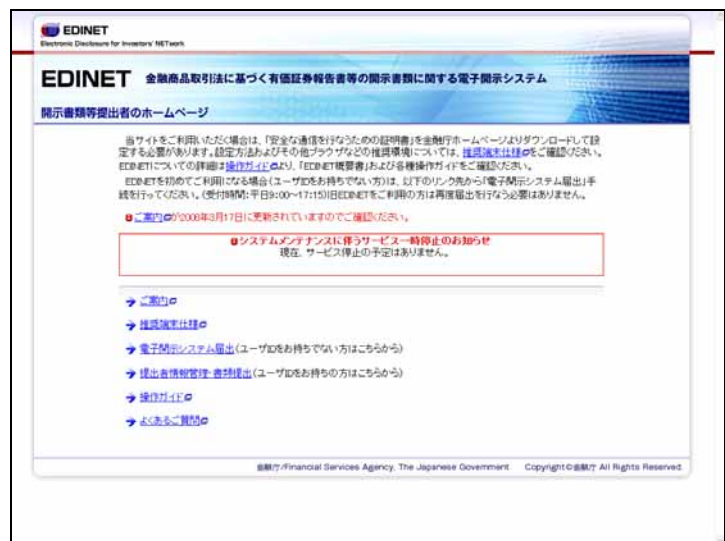 EDINET
Electronic Disclosure for Investors' NETwork
EDINET 金融商品取引法に基づく有価証券報告書等の開示書類に関する電子開示システム
開示書類等提出者のホームページ
当サイトをご利用いただく場合は、「安全な通信を行なうための証明書」を金融庁ホームページよりダウンロードして設
定する必要があります。設定方法およびその他ブラウザなどの推奨環境については、推奨端末仕様をご確認ください。
EDINETについての詳細は操作ガイドより、「EDINET概要書」および各種操作ガイドをご確認ください。
EDINETを初めてご利用になる場合(ユーザIDをお持ちでない方)は、以下のリンク先から「電子開示システム届出」手
続を行ってください。(受付時間:平日9:00~17:15)旧EDINETをご利用の方は再度届出を行なう必要はありません。
ご案内が2008年3月17日に更新されていますのでご確認ください。
システムメンテナンスに伴うサービス一時停止のお知らせ
現在、サービス停止の予定はありません。
ご案内
推奨端末仕様
電子開示システム届出(ユーザIDをお持ちでない方はこちらから)
提出者情報管理・書類提出(ユーザIDをお持ちの方はこちらから)
操作ガイド
よくあるご質問
金融庁/Financial Services Agency, The Japanese Government Copyright©金融庁 All Rights Reserved.